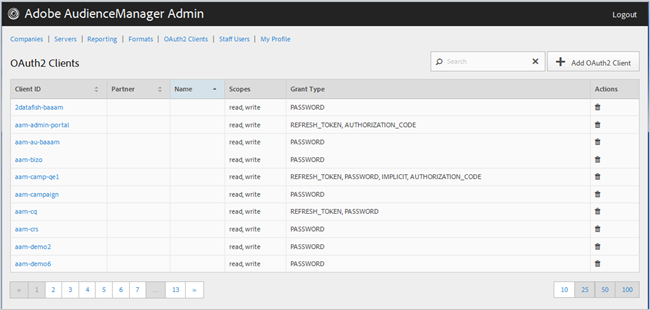 Adobe AudienceManager Admin Logout
Companies Servers Reporting Formats OAuth2 Clients Staff Users My Profile
OAuth2 Clients Search Add OAuth2 Client
Client ID Partner Name Scopes Grant Type Actions
2datafish-baaam read, write PASSWORD
aam-admin-portal read, write REFRESH_TOKEN, AUTHORIZATION_CODE
aam-au-baaam read, write PASSWORD
aam-bizo read, write PASSWORD
aam-camp-qe1 read, write REFRESH_TOKEN, PASSWORD, IMPLICIT, AUTHORIZATION_CODE
aam-campaign read, write PASSWORD
aam-cq read, write REFRESH_TOKEN, PASSWORD
aam-crs read, write PASSWORD
aam-demo2 read, write PASSWORD
aam-demo6 read, write PASSWORD
« 1 2 3 4 5 6 7 ... 13 » 10 25 50 100